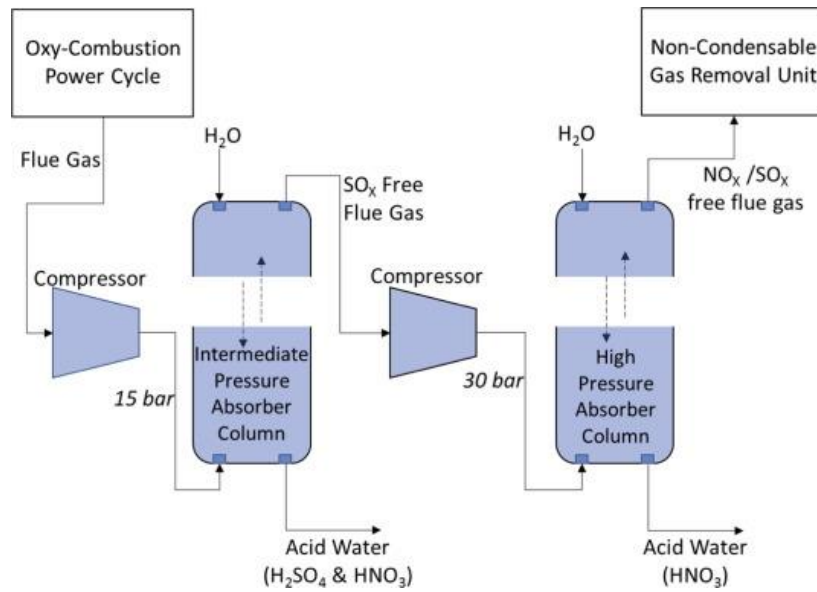 Oxy-Combustion
Power Cycle
Non-Condensable
Gas Removal Unit
Flue Gas
H₂O
SOₓ Free
Flue Gas
H₂O
NOₓ /SOₓ
free flue gas
Compressor
Compressor
Intermediate
Pressure
Absorber
Column
15 bar
High
Pressure
Absorber
Column
30 bar
Acid Water
(H₂SO₄ & HNO₃)
Acid Water
(HNO₃)